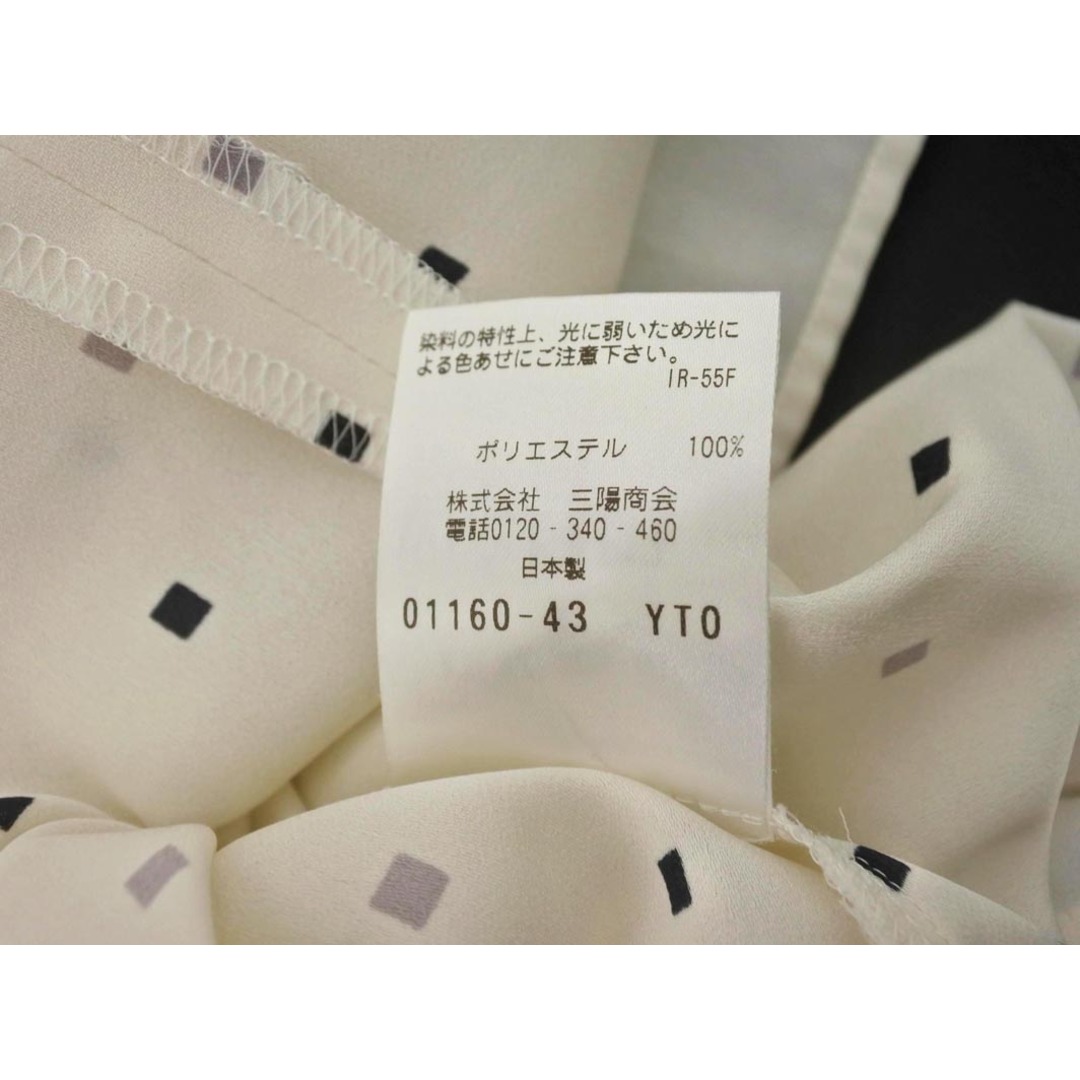 染料の特性上、光に弱いため光に
よる色あせにご注意下さい。
IR-55F
ポリエステル 100%
株式会社 三陽商会
電話0120-340-460
日本製
01160-43 YTO